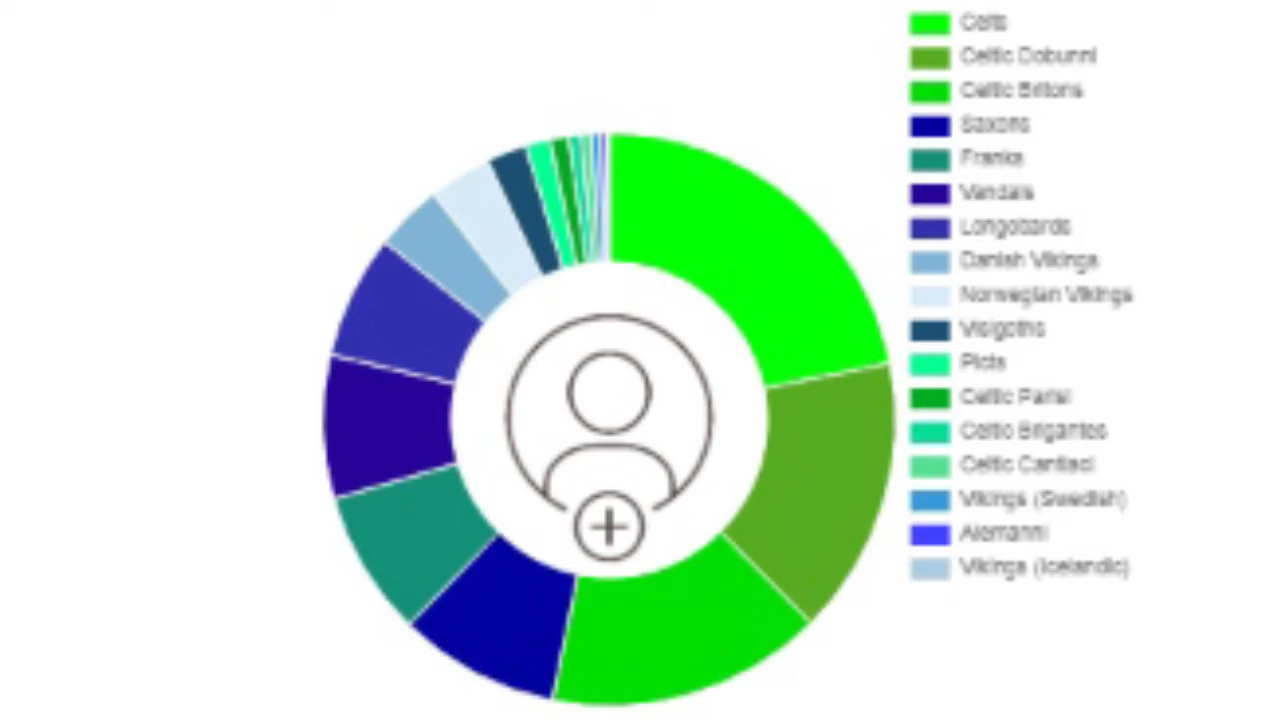 Celts
Celtic Dobunni
Celtic Britons
Saxons
Franks
Vandals
Longobards
Danish Vikings
Norwegian Vikings
Visigoths
Picts
Celtic Parisi
Celtic Brigantes
Celtic Cantiaci
Vikings (Swedish)
Alemanni
Vikings (Icelandic)